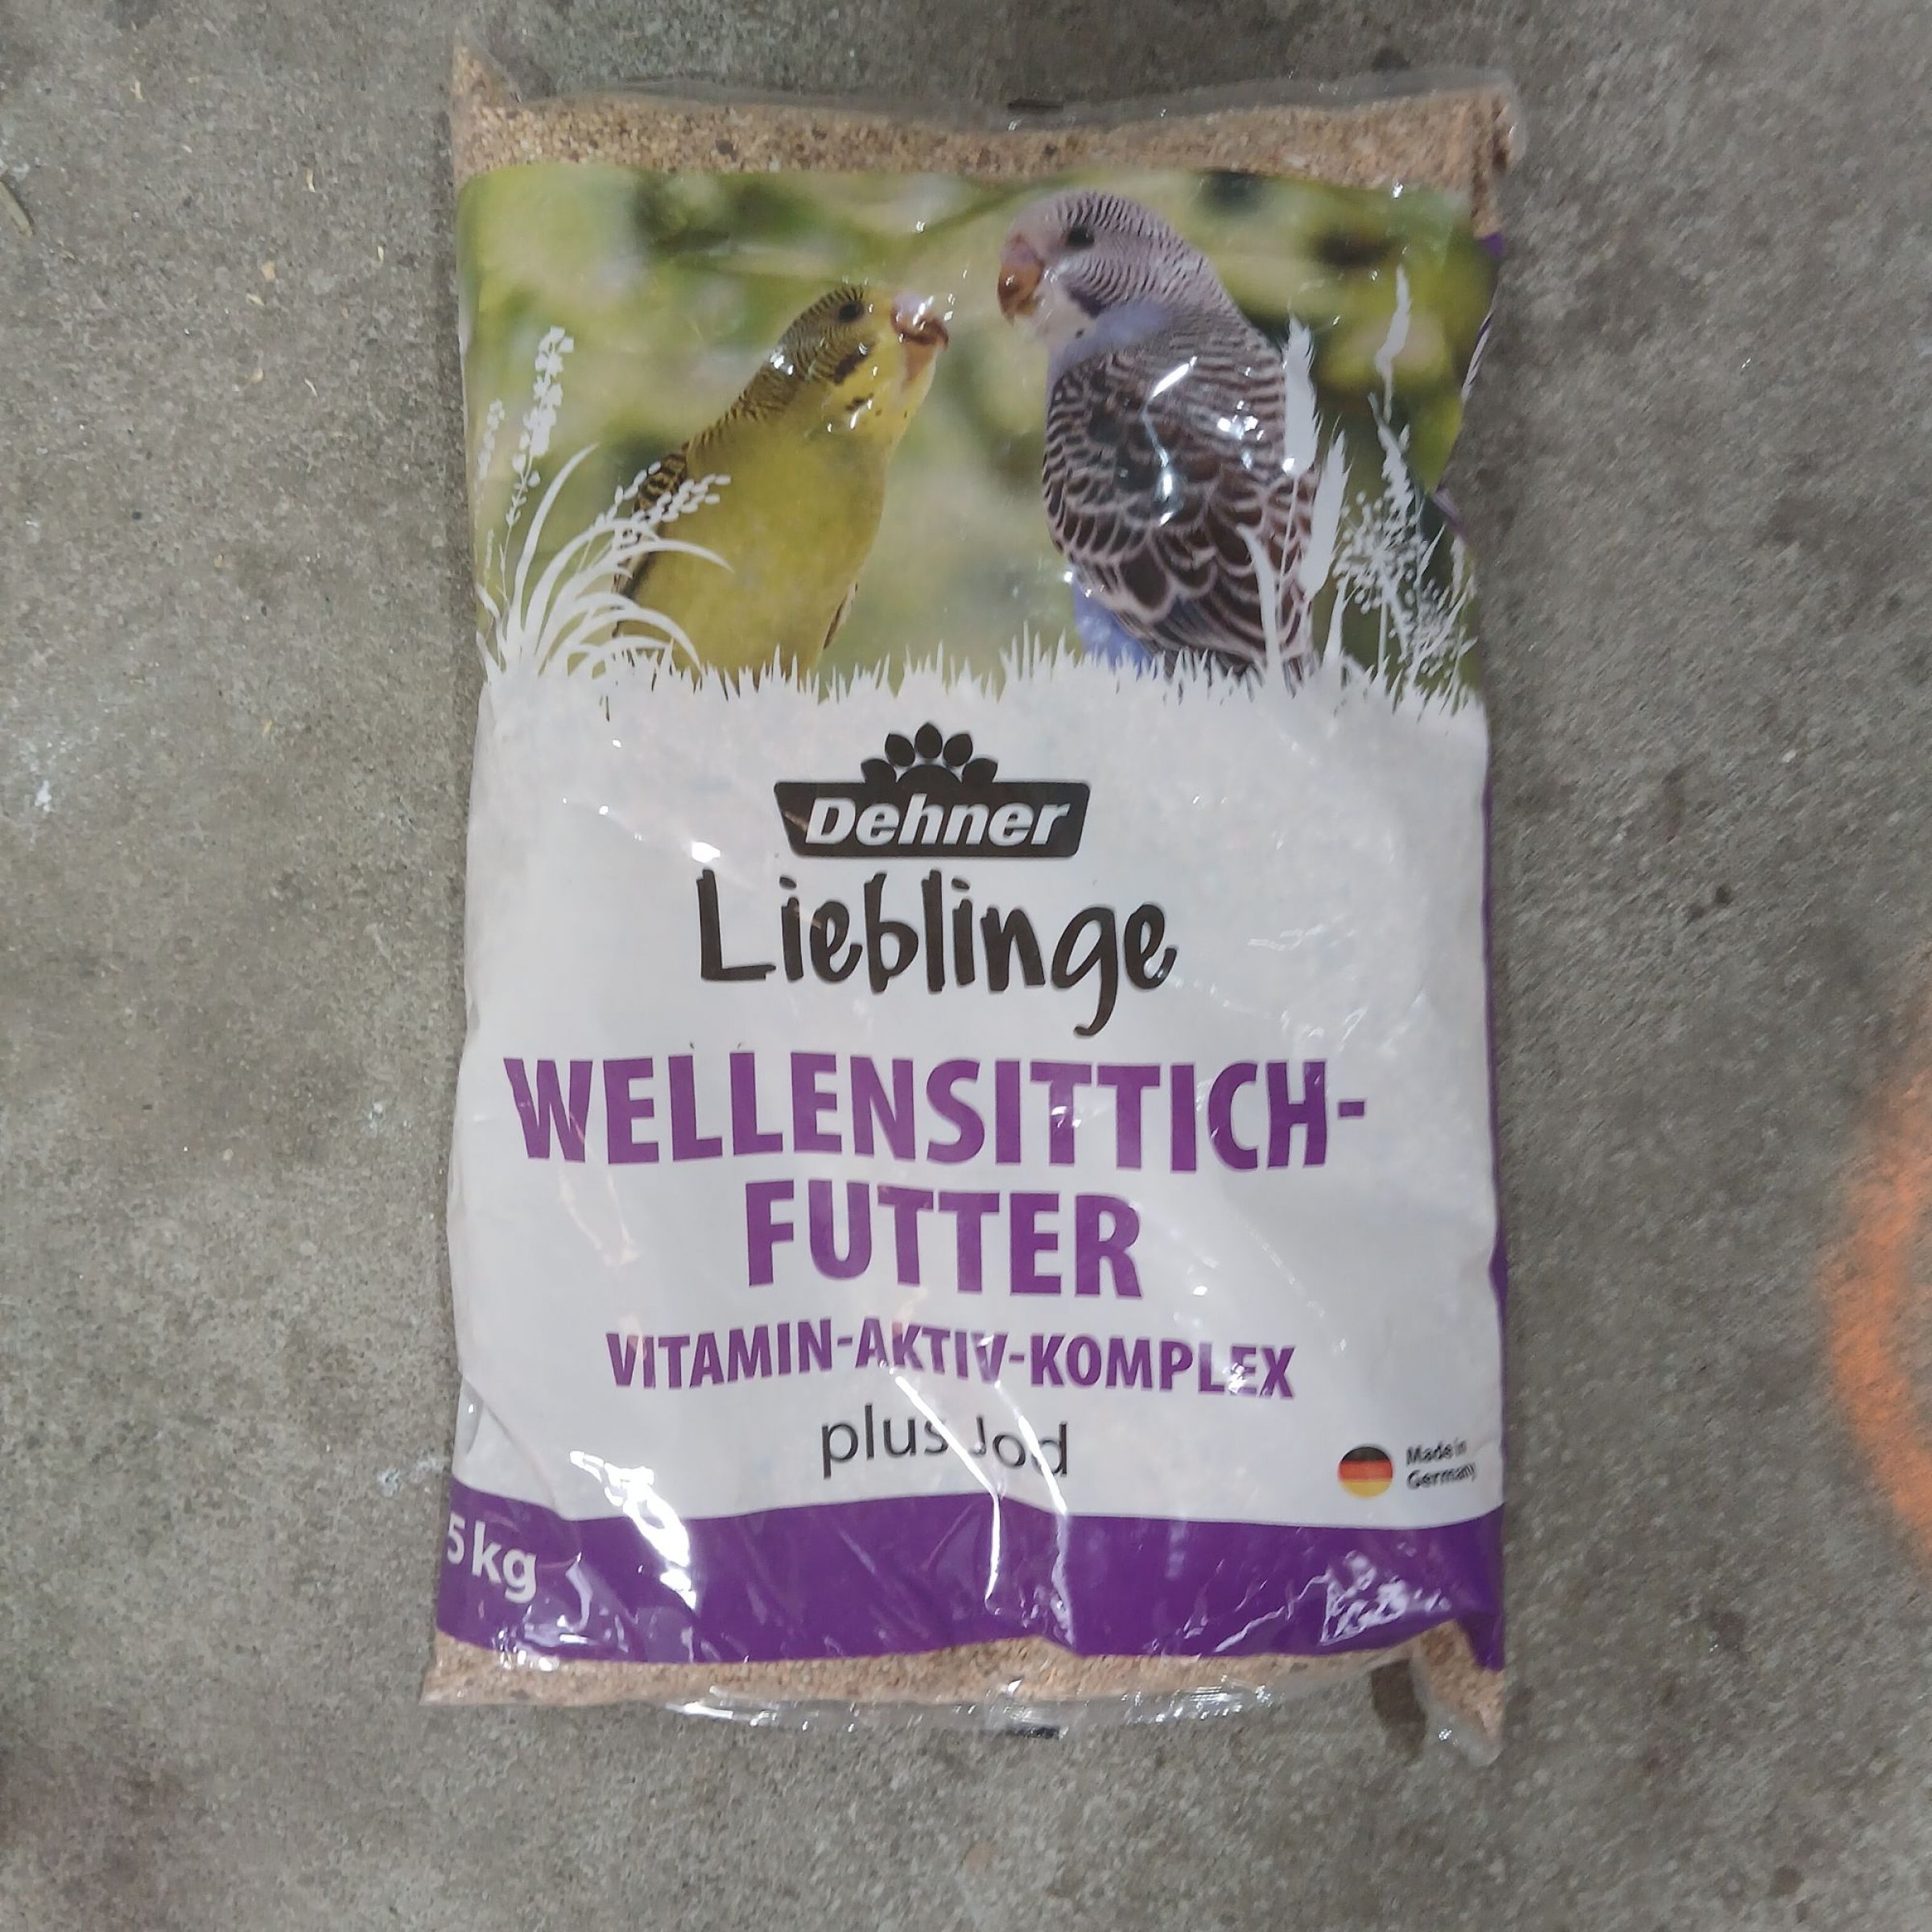 Dehner
Lieblinge
WELLENSITTICH-
FUTTER
VITAMIN-AKTIV-KOMPLEX
plus Jod
Made in
Germany
5 kg